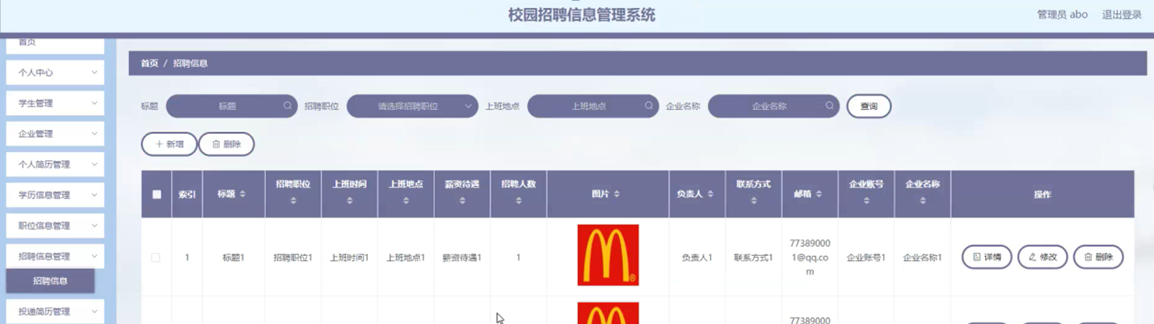 校园招聘信息管理系统
管理员 abo 退出登录
首页
个人中心
学生管理
企业管理
个人简历管理
学历信息管理
职位信息管理
招聘信息管理
招聘信息
投递简历管理
首页 / 招聘信息
标题 标题 招聘职位 请选择招聘职位 上班地点 上班地点 企业名称 企业名称 查询
+ 新增 删除
索引 标题 招聘职位 上班时间 上班地点 薪资待遇 招聘人数 图片 负责人 联系方式 邮箱 企业账号 企业名称 操作
1 标题1 招聘职位1 上班时间1 上班地点1 薪资待遇1 1 负责人1 联系方式1 773890001@qq.com 企业账号1 企业名称1 详情 修改 删除
77389000